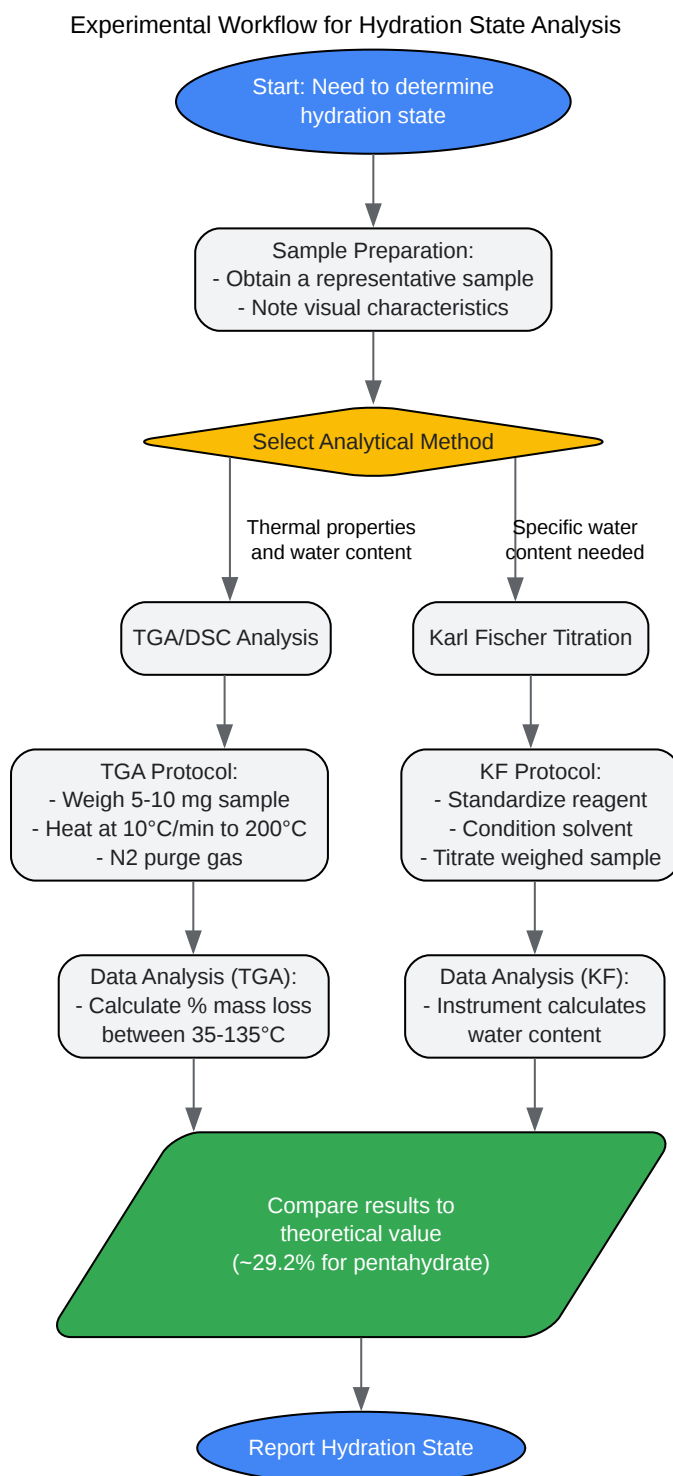 Experimental Workflow for Hydration State Analysis
Start: Need to determine
hydration state
Sample Preparation:
- Obtain a representative sample
- Note visual characteristics
Select Analytical Method
Thermal properties
and water content
Specific water
content needed
TGA/DSC Analysis
Karl Fischer Titration
TGA Protocol:
- Weigh 5-10 mg sample
- Heat at 10°C/min to 200°C
- N2 purge gas
KF Protocol:
- Standardize reagent
- Condition solvent
- Titrate weighed sample
Data Analysis (TGA):
- Calculate % mass loss
between 35-135°C
Data Analysis (KF):
- Instrument calculates
water content
Compare results to
theoretical value
(~29.2% for pentahydrate)
Report Hydration State